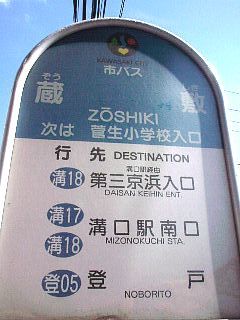 KAWASAKI CITY
市バス
ぞう
蔵 敷
ZŌSHIKI
次は 菅生小学校入口
行先 DESTINATION
溝口駅経由
溝18 第三京浜入口
DAISAN KEIHIN ENT.
溝17
溝18
溝口駅南口
MIZONOKUCHI STA.
登05 登戸
NOBORITO